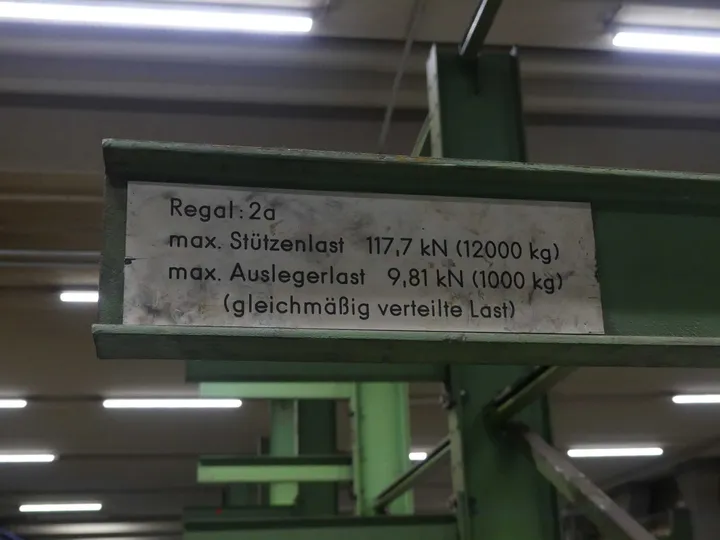 Regal: 2a
max. Stützenlast 117,7 kN (12000 kg)
max. Auslegerlast 9,81 kN (1000 kg)
(gleichmäßig verteilte Last)